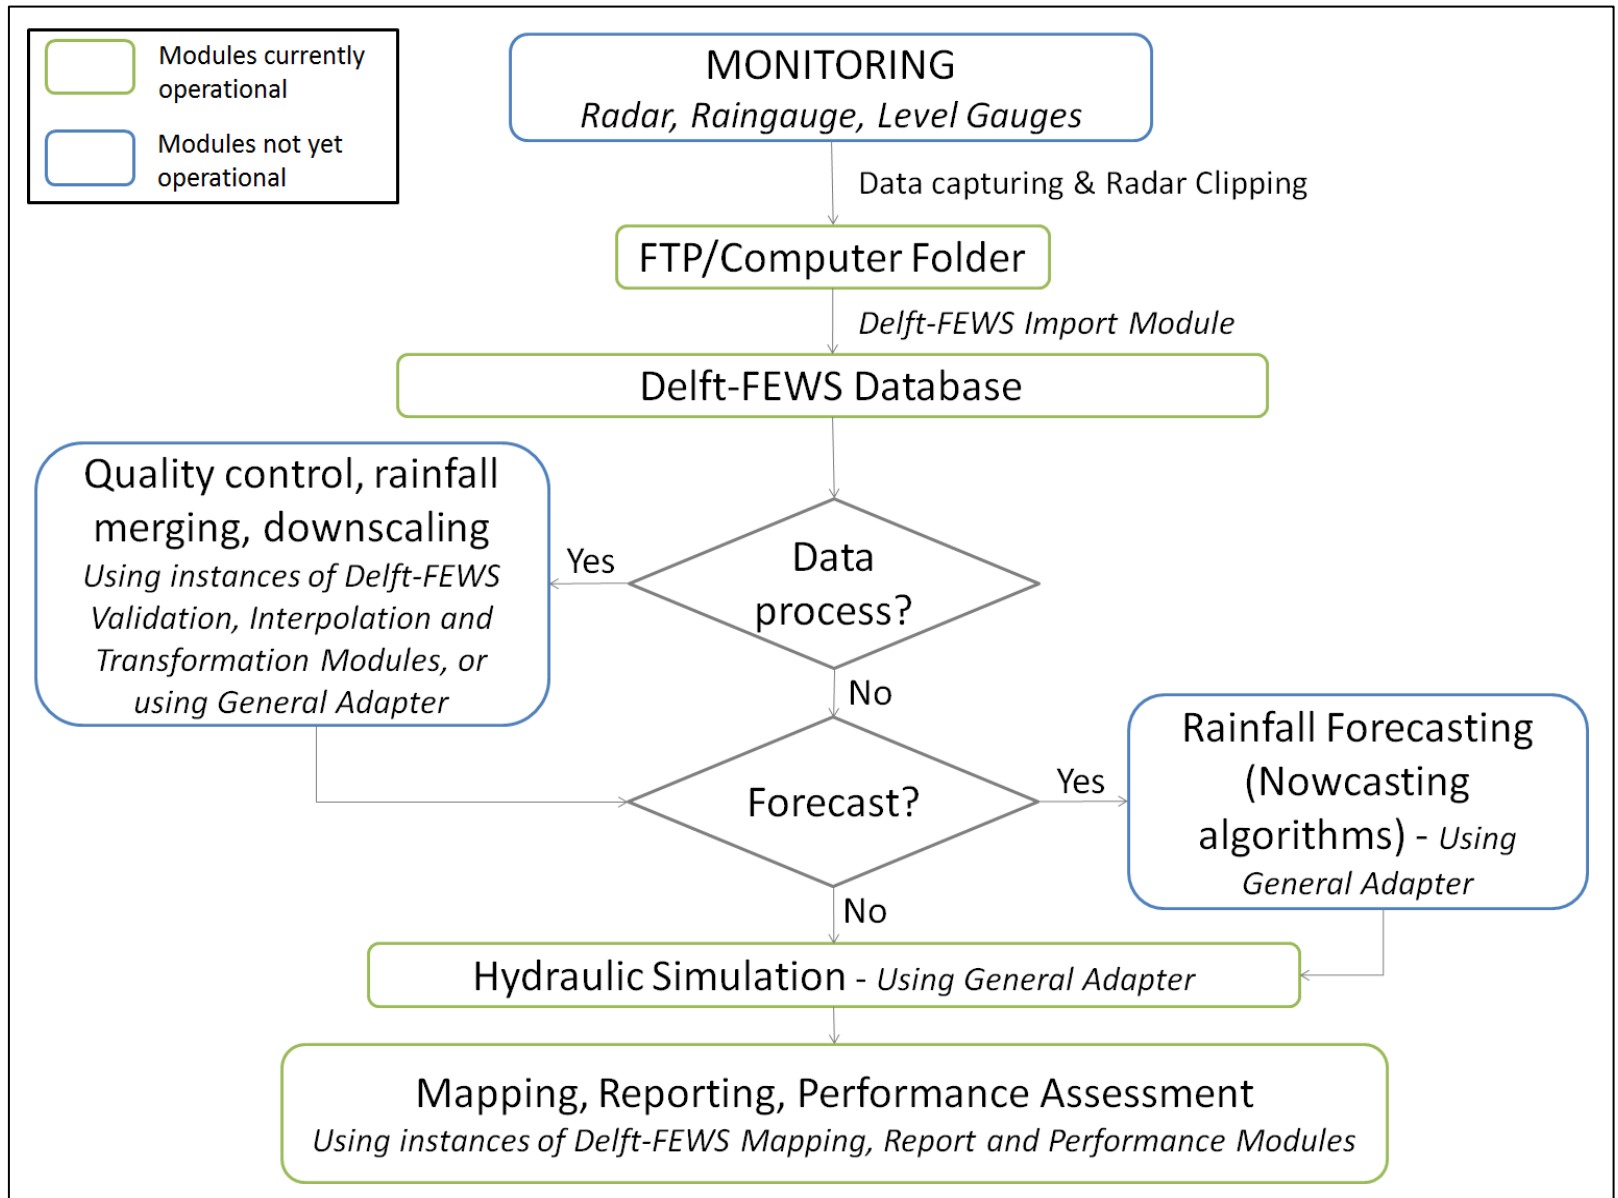 Modules currently
operational
Modules not yet
operational
MONITORING
Radar, Raingauge, Level Gauges
Data capturing & Radar Clipping
FTP/Computer Folder
Delft-FEWS Import Module
Delft-FEWS Database
Quality control, rainfall
merging, downscaling
Using instances of Delft-FEWS
Validation, Interpolation and
Transformation Modules, or
using General Adapter
Yes
Data
process?
No
Forecast?
Yes
Rainfall Forecasting
(Nowcasting
algorithms) - Using
General Adapter
No
Hydraulic Simulation - Using General Adapter
Mapping, Reporting, Performance Assessment
Using instances of Delft-FEWS Mapping, Report and Performance Modules